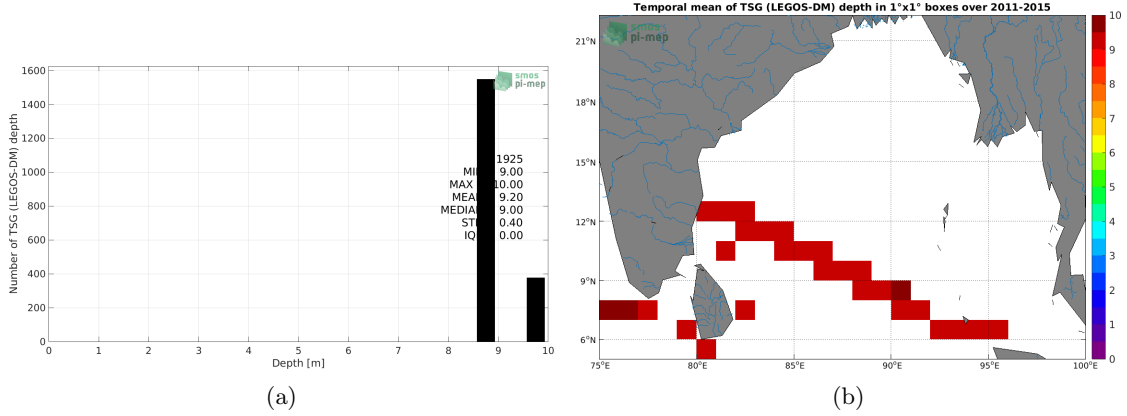 smos
pi-mep
1600
1400
1200
1000
800
600
400
200
0
Number of TSG (LEGOS-DM) depth
1925
9.00
MAX 10.00
9.20
9.00
0.40
0.00
0 1 2 3 4 5 6 7 8 9 10
Depth [m]
(a)
Temporal mean of TSG (LEGOS-DM) depth in 1°x1° boxes over 2011-2015
smos
pi-mep
21°N
18°N
15°N
12°N
9°N
6°N
75°E 80°E 85°E 90°E 95°E 100°E
10
9
8
7
6
5
4
3
2
1
0
(b)